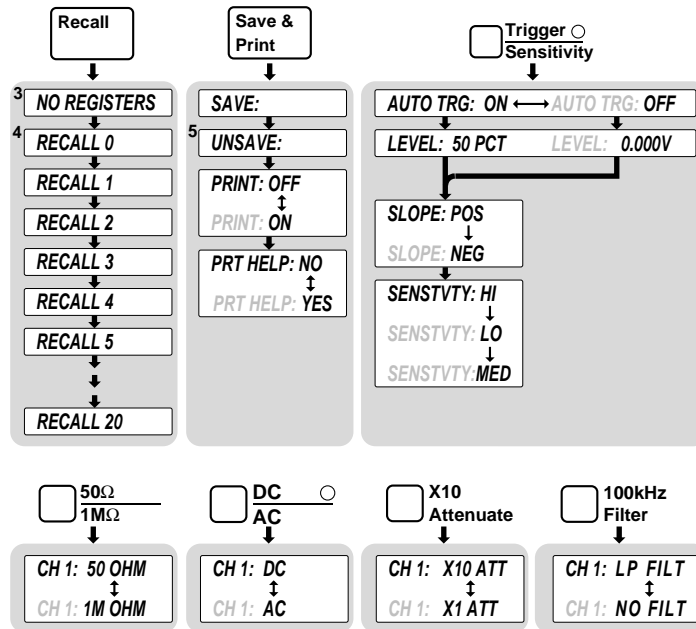 Recall
3 NO REGISTERS
4 RECALL 0
RECALL 1
RECALL 2
RECALL 3
RECALL 4
RECALL 5
RECALL 20
Save &
Print
SAVE:
5 UNSAVE:
PRINT: OFF
PRINT: ON
PRT HELP: NO
PRT HELP: YES
Trigger
Sensitivity
AUTO TRG: ON AUTO TRG: OFF
LEVEL: 50 PCT LEVEL: 0.000V
SLOPE: POS
SLOPE: NEG
SENSTVTY: HI
SENSTVTY: LO
SENSTVTY: MED
50Ω
1MΩ
CH 1: 50 OHM
CH 1: 1M OHM
DC
AC
CH 1: DC
CH 1: AC
X10
Attenuate
CH 1: X10 ATT
CH 1: X1 ATT
100kHz
Filter
CH 1: LP FILT
CH 1: NO FILT